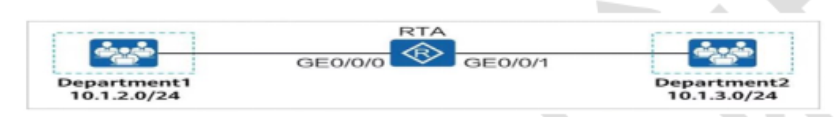 RTA
R
GE0/0/0
GE0/0/1
Department1
10.1.2.0/24
Department2
10.1.3.0/24